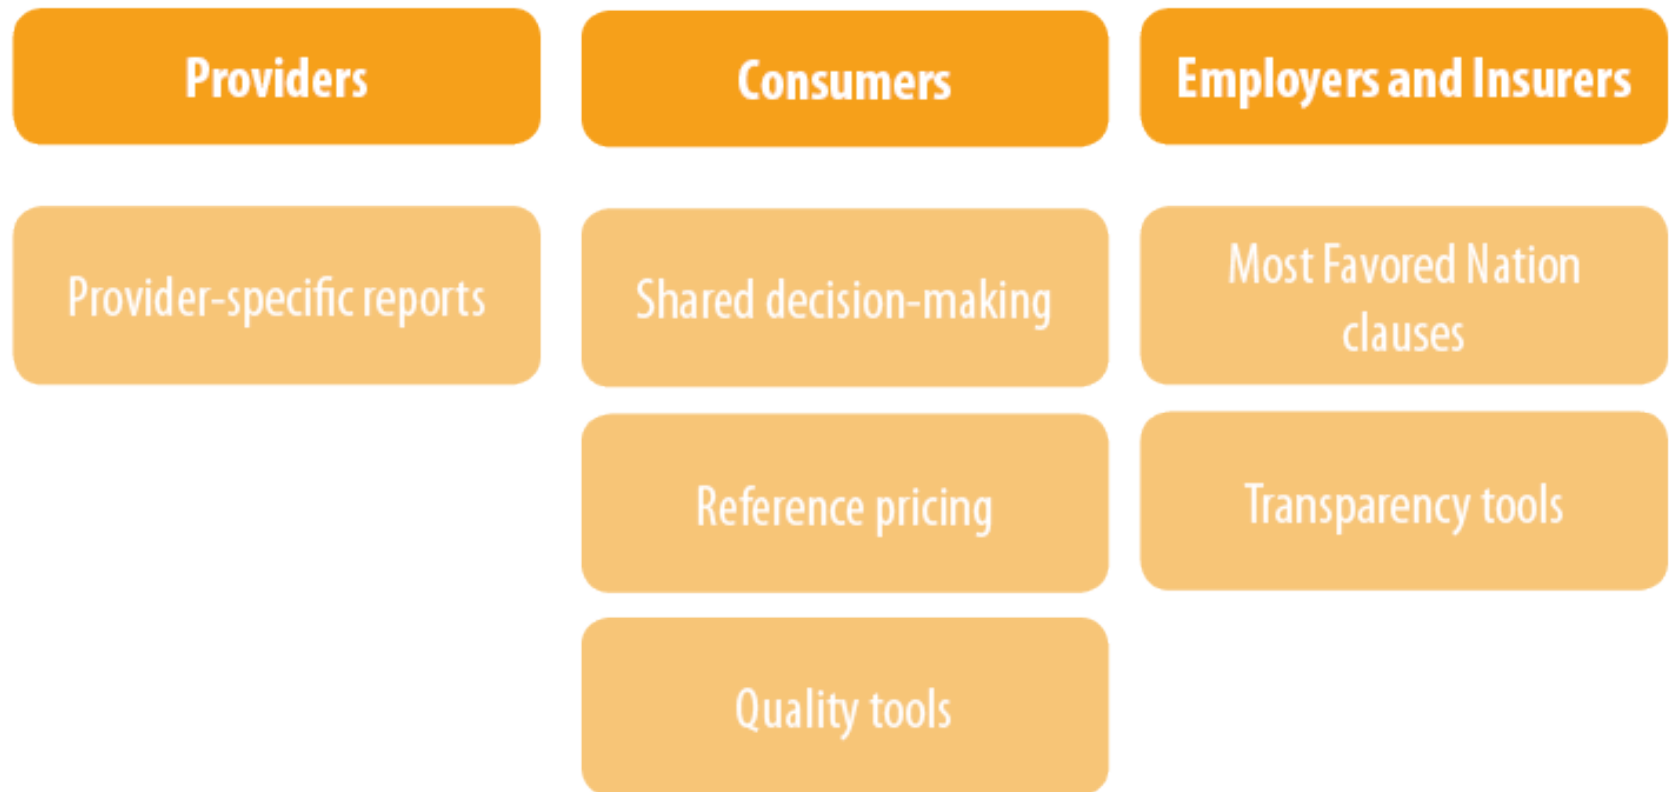 Providers
Consumers
Employers and Insurers
Provider-specific reports
Shared decision-making
Most Favored Nation
clauses
Reference pricing
Transparency tools
Quality tools